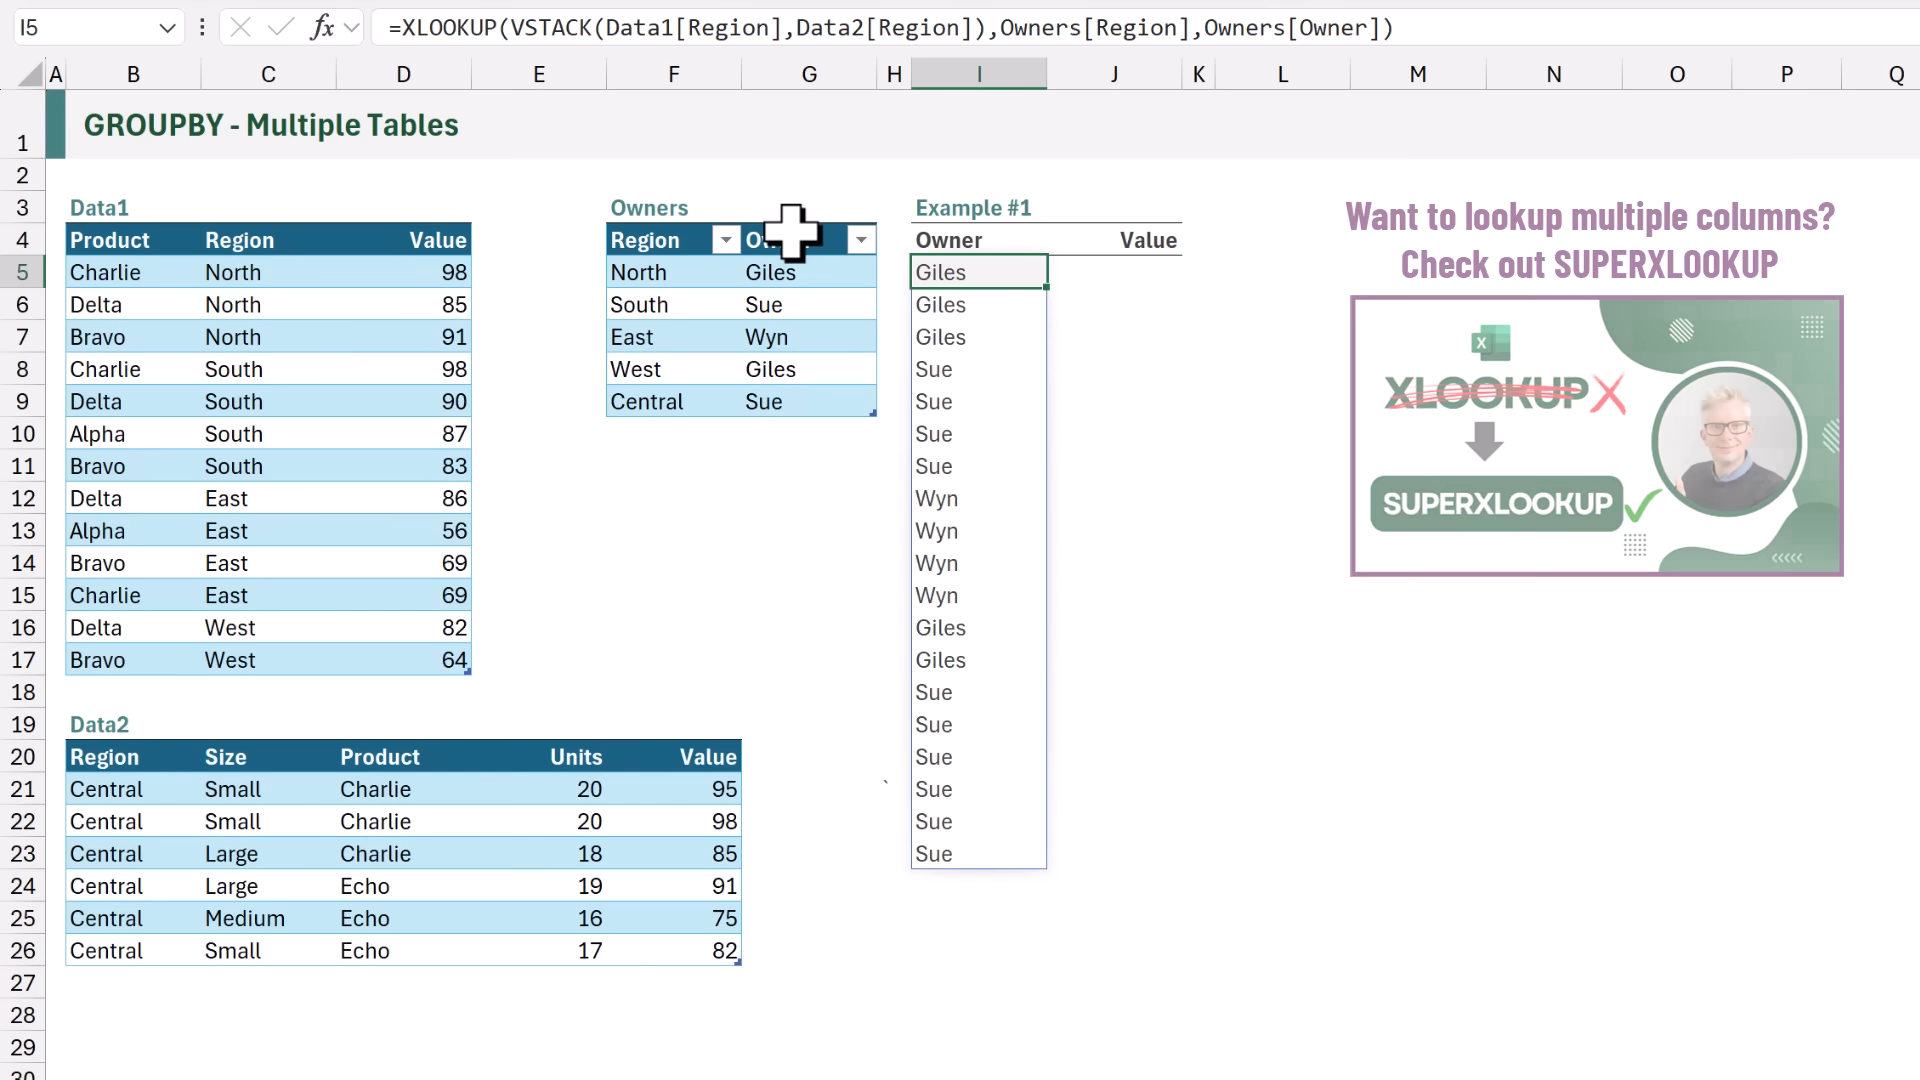 I5 fx =XLOOKUP(VSTACK(Data1[Region],Data2[Region]),Owners[Region],Owners[Owner])
A B C D E F G H I J K L M N O P Q
1 GROUPBY - Multiple Tables
2
3 Data1 Owners Example #1
Want to lookup multiple columns?
Check out SUPERXLOOKUP
4 Product Region Value Region Owner Value
5 Charlie North 98 North Giles Giles
6 Delta North 85 South Sue Giles
7 Bravo North 91 East Wyn Giles
8 Charlie South 98 West Giles Sue
9 Delta South 90 Central Sue Sue
10 Alpha South 87 Sue
11 Bravo South 83 Sue
12 Delta East 86 Wyn
13 Alpha East 56 Wyn
14 Bravo East 69 Wyn
15 Charlie East 69 Wyn
16 Delta West 82 Giles
17 Bravo West 64 Giles
18 Sue
19 Data2 Sue
20 Region Size Product Units Value Sue
21 Central Small Charlie 20 95 ` Sue
22 Central Small Charlie 20 98 Sue
23 Central Large Charlie 18 85 Sue
24 Central Large Echo 19 91
25 Central Medium Echo 16 75
26 Central Small Echo 17 82
27
28
29
30
X
XLOOKUP X
SUPERXLOOKUP